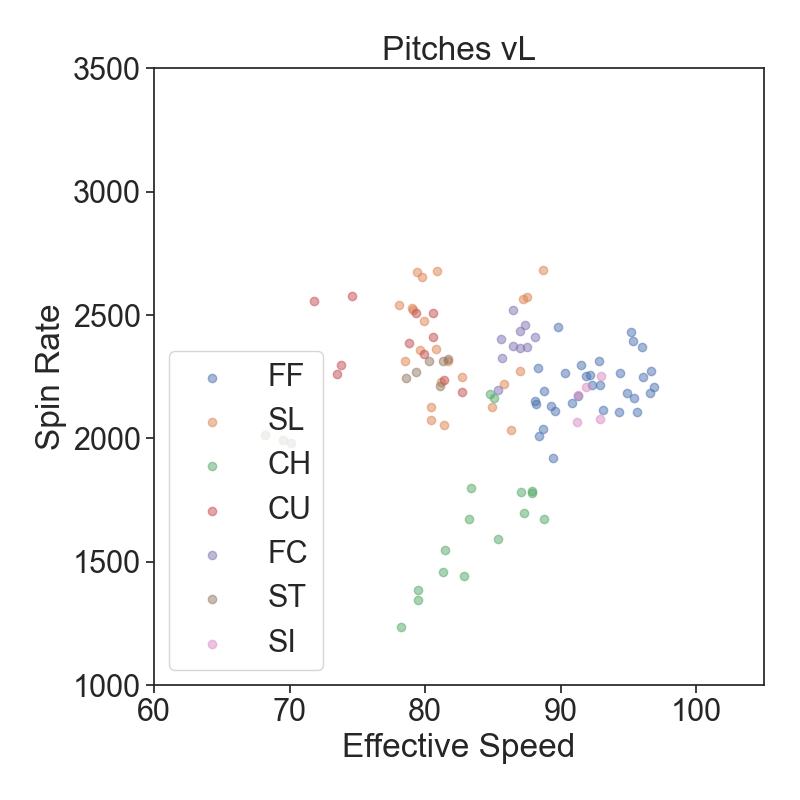 Pitches vL
3500
3000
2500
2000
1500
1000
Spin Rate
FF
SL
CH
CU
FC
ST
SI
60 70 80 90 100
Effective Speed